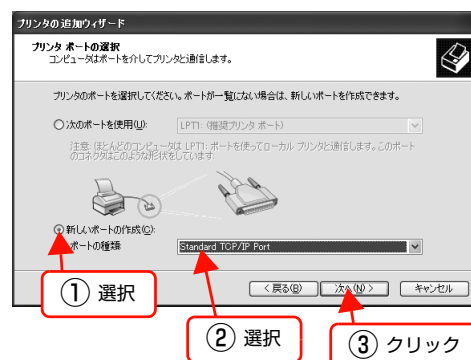 プリンタの追加ウィザード
プリンタ ポートの選択
コンピュータはポートを介してプリンタと通信します。
プリンタのポートを選択してください。ポートが一覧にない場合は、新しいポートを作成できます。
次のポートを使用(U):
LPT1: (推奨プリンタ ポート)
注意: ほとんどのコンピュータは LPT1: ポートを使ってローカル プリンタと通信します。このポート
のコネクタはこのような形状をしています:
新しいポートの作成(C):
ポートの種類:
Standard TCP/IP Port
< 戻る(B)
次へ(N) >
キャンセル
① 選択
② 選択
③ クリック